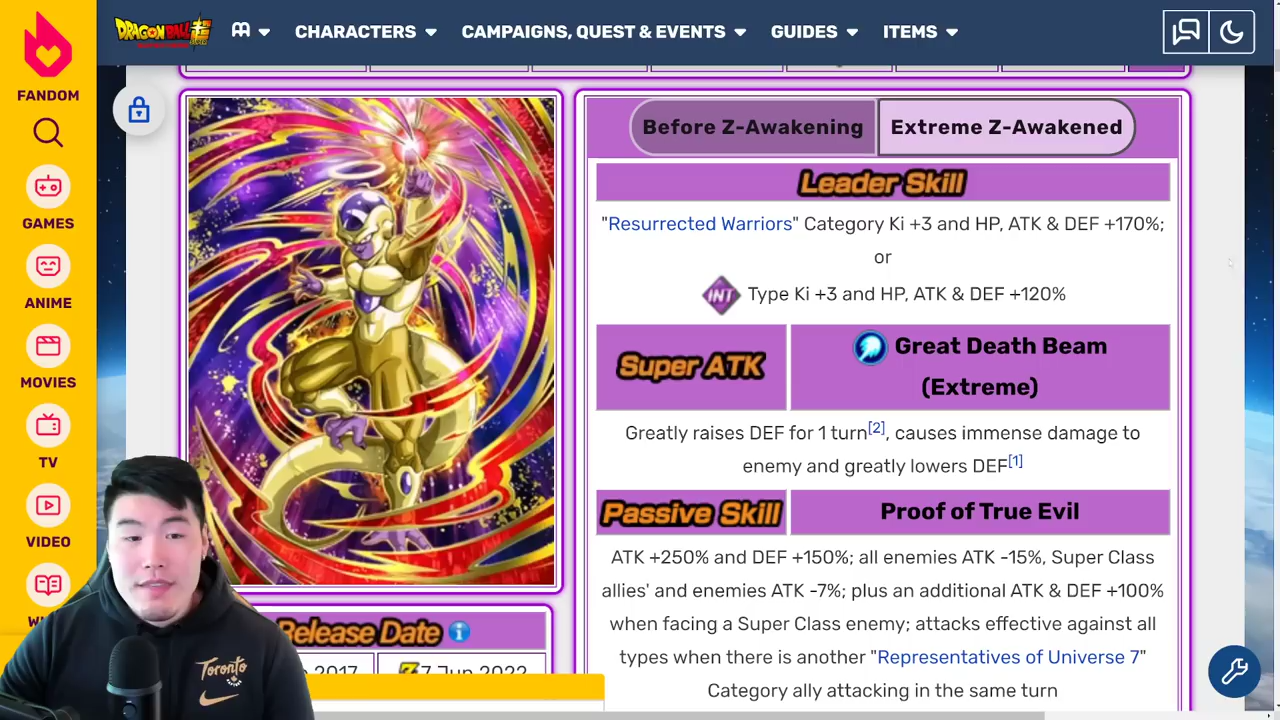 FANDOM
GAMES
ANIME
MOVIES
TV
VIDEO
DRAGONBALL
CHARACTERS
CAMPAIGNS, QUEST & EVENTS
GUIDES
ITEMS
Before Z-Awakening
Extreme Z-Awakened
Leader Skill
"Resurrected Warriors" Category Ki +3 and HP, ATK & DEF +170%;
or
INT Type Ki +3 and HP, ATK & DEF +120%
Super ATK
Great Death Beam
(Extreme)
Greatly raises DEF for 1 turn[2], causes immense damage to
enemy and greatly lowers DEF[1]
Passive Skill
Proof of True Evil
ATK +250% and DEF +150%; all enemies ATK -15%, Super Class
allies' and enemies ATK -7%; plus an additional ATK & DEF +100%
when facing a Super Class enemy; attacks effective against all
types when there is another "Representatives of Universe 7"
Category ally attacking in the same turn
Release Date
2017
Z 7 Jun 2022
Toronto